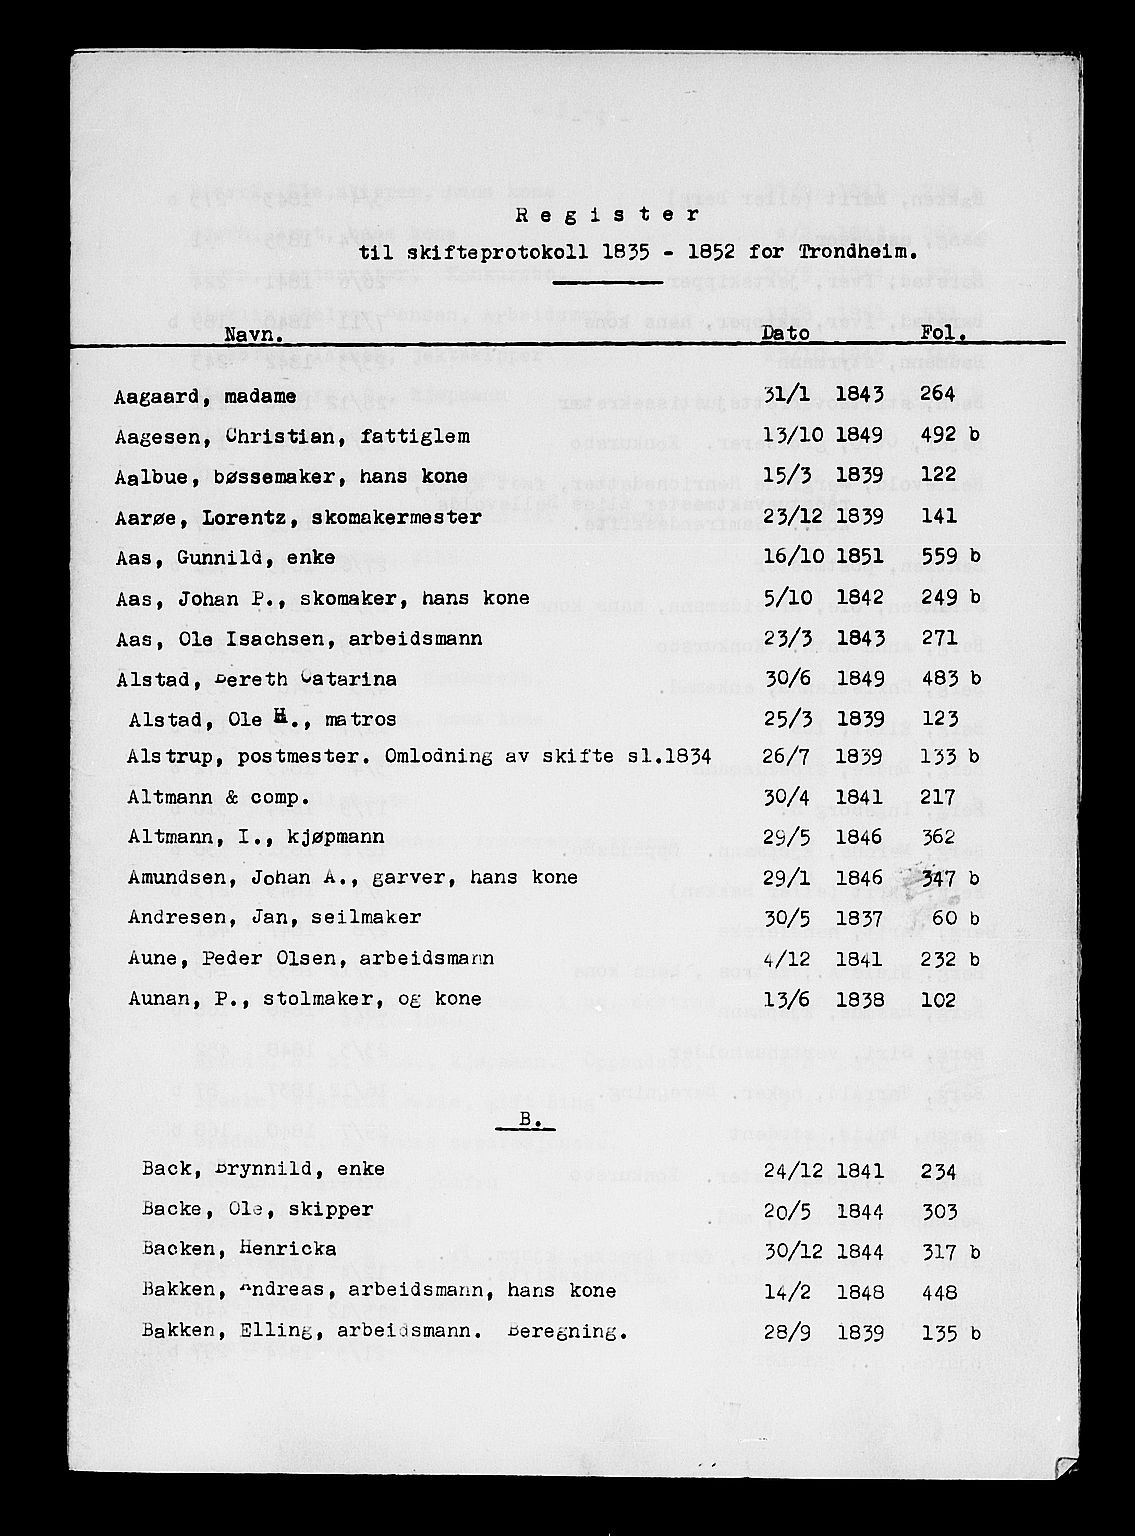 Register
til skifteprotokoll 1835 - 1852 for Trondheim.
Navn. Dato Fol.
Aagaard, madame 31/1 1843 264
Aagesen, Christian, fattiglem 13/10 1849 492 b
Aalbue, bøssemaker, hans kone 15/3 1839 122
Aarøe, Lorentz, skomakermester 23/12 1839 141
Aas, Gunnild, enke 16/10 1851 559 b
Aas, Johan P., skomaker, hans kone 5/10 1842 249 b
Aas, Ole Isachsen, arbeidsmann 23/3 1843 271
Alstad, Bereth Catarina 30/6 1849 483 b
Alstad, Ole H., matros 25/3 1839 123
Alstrup, postmester. Omlodning av skifte sl.1834 26/7 1839 133 b
Altmann & comp. 30/4 1841 217
Altmann, I., kjøpmann 29/5 1846 362
Amundsen, Johan A., garver, hans kone 29/1 1846 347 b
Andresen, Jan, seilmaker 30/5 1837 60 b
Aune, Peder Olsen, arbeidsmann 4/12 1841 232 b
Aunan, P., stolmaker, og kone 13/6 1838 102
B.
Back, Brynnild, enke 24/12 1841 234
Backe, Ole, skipper 20/5 1844 303
Backen, Henricka 30/12 1844 317 b
Bakken, Andreas, arbeidsmann, hans kone 14/2 1848 448
Bakken, Elling, arbeidsmann. Beregning. 28/9 1839 135 b